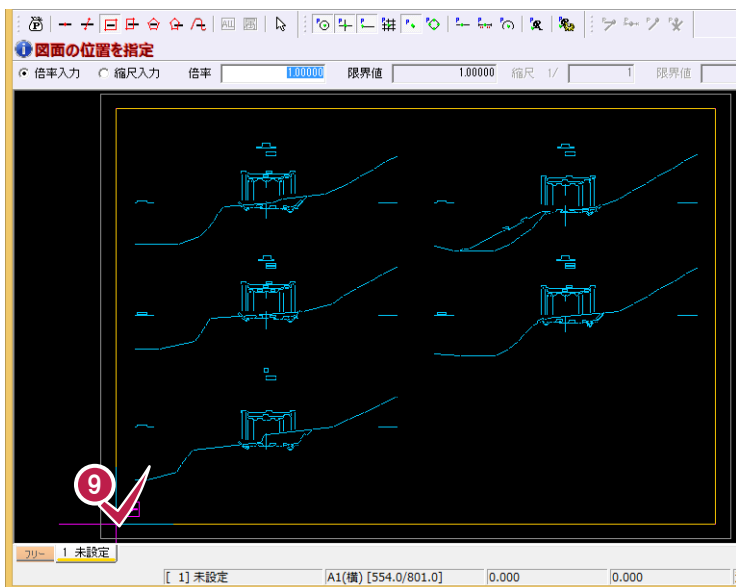 ALL
図面の位置を指定
倍率入力 縮尺入力 倍率 1.00000 限界値 1.00000 縮尺 1/ 1 限界値
9
フリー 1 未設定
[ 1] 未設定 A1(横) [554.0/801.0] 0.000 0.000